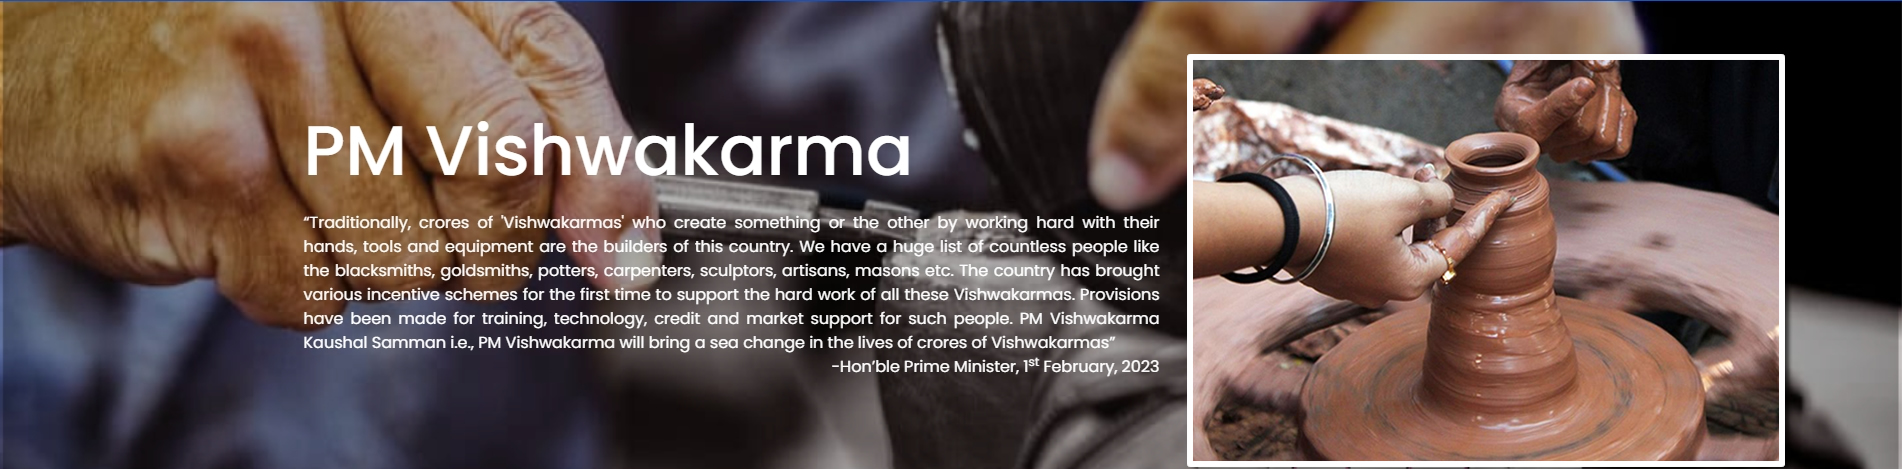 PM Vishwakarma
“Traditionally, crores of 'Vishwakarmas' who create something or the other by working hard with their
hands, tools and equipment are the builders of this country. We have a huge list of countless people like
the blacksmiths, goldsmiths, potters, carpenters, sculptors, artisans, masons etc. The country has brought
various incentive schemes for the first time to support the hard work of all these Vishwakarmas. Provisions
have been made for training, technology, credit and market support for such people. PM Vishwakarma
Kaushal Samman i.e., PM Vishwakarma will bring a sea change in the lives of crores of Vishwakarmas”
-Hon’ble Prime Minister, 1st February, 2023